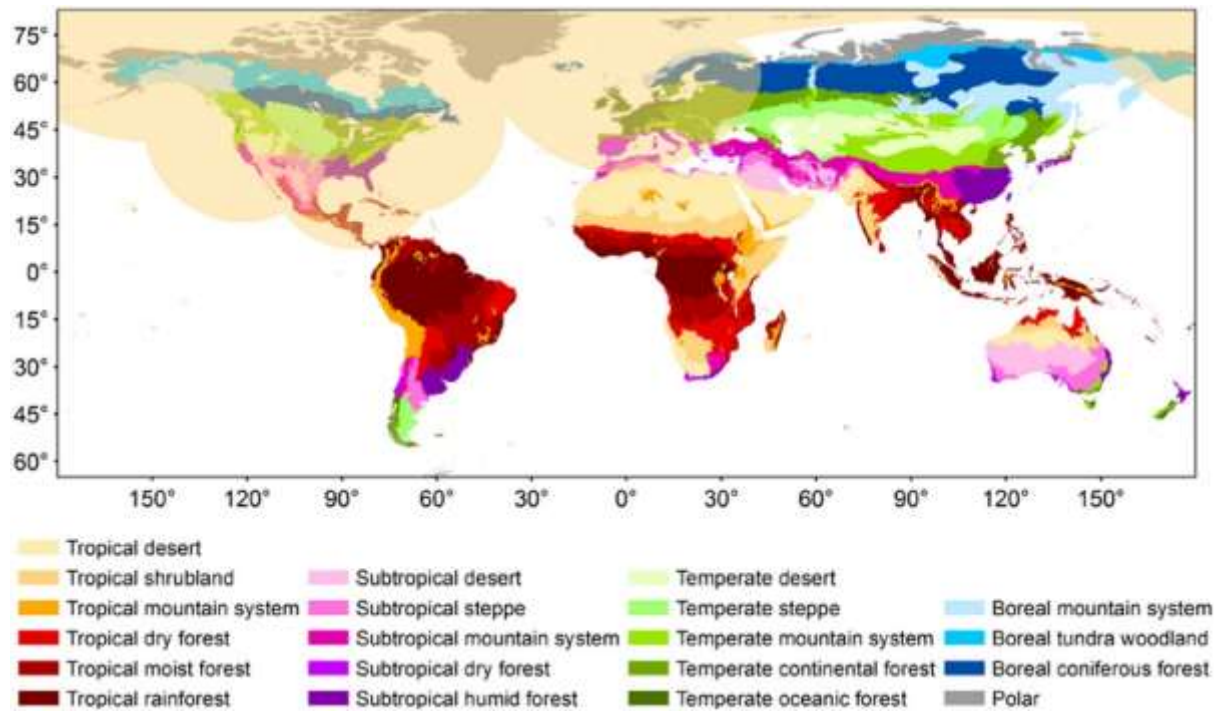 75°
60°
45°
30°
15°
0°
15°
30°
45°
60°
150° 120° 90° 60° 30° 0° 30° 60° 90° 120° 150°
Tropical desert
Tropical shrubland Subtropical desert Temperate desert
Tropical mountain system Subtropical steppe Temperate steppe Boreal mountain system
Tropical dry forest Subtropical mountain system Temperate mountain system Boreal tundra woodland
Tropical moist forest Subtropical dry forest Temperate continental forest Boreal coniferous forest
Tropical rainforest Subtropical humid forest Temperate oceanic forest Polar